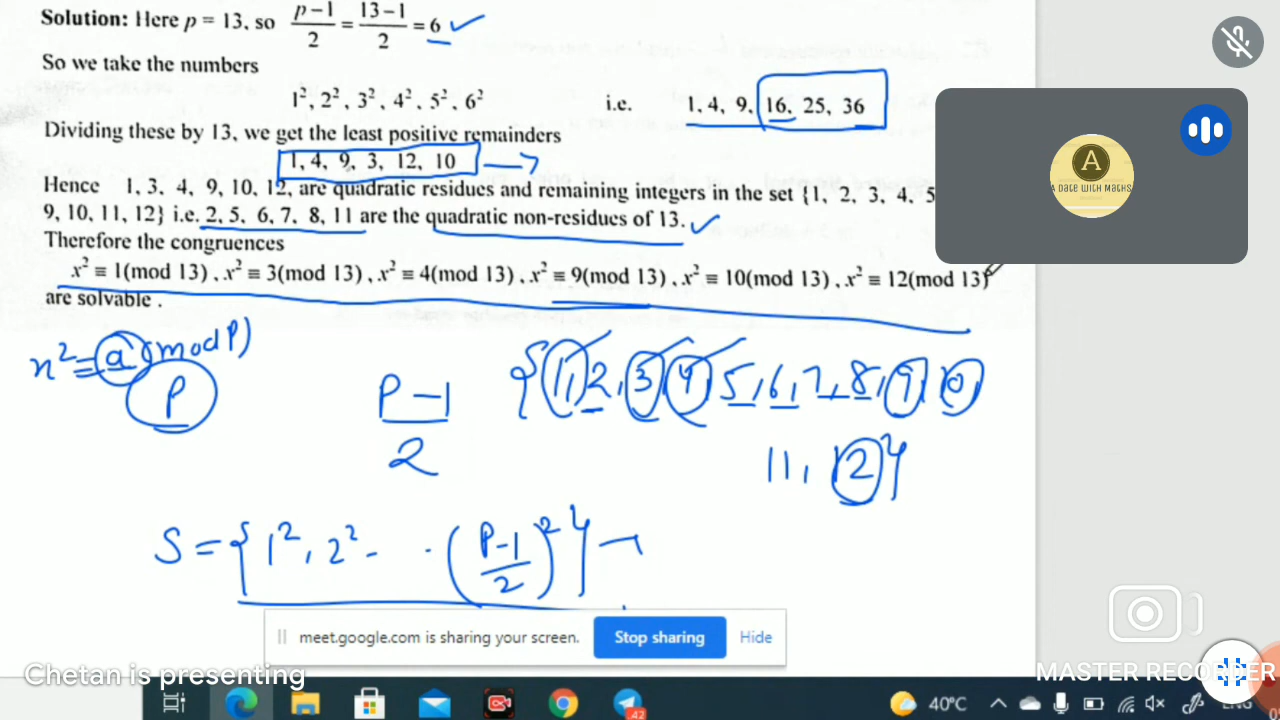 Solution: Here p = 13, so (p−1)/2 = (13−1)/2 = 6 ✓
So we take the numbers
1², 2², 3², 4², 5², 6² i.e. 1, 4, 9, 16, 25, 36
Dividing these by 13, we get the least positive remainders
1, 4, 9, 3, 12, 10 →
Hence 1, 3, 4, 9, 10, 12, are quadratic residues and remaining integers in the set {1, 2, 3, 4, 5
9, 10, 11, 12} i.e. 2, 5, 6, 7, 8, 11 are the quadratic non-residues of 13. ✓
Therefore the congruences
x² ≡ 1(mod 13), x² ≡ 3(mod 13), x² ≡ 4(mod 13), x² ≡ 9(mod 13), x² ≡ 10(mod 13), x² ≡ 12(mod 13)
are solvable .
A
A DATE WITH MATHS
x² ≡ a (mod P)
P
P−1
2
{1, 2, 3, 4, 5, 6, 7, 8, 9, 10
11, 12}
S = {1², 2² - · (P−1/2)²}
meet.google.com is sharing your screen.
Stop sharing
Hide
Chetan is presenting
MASTER RECORDER
42
40°C
ENG